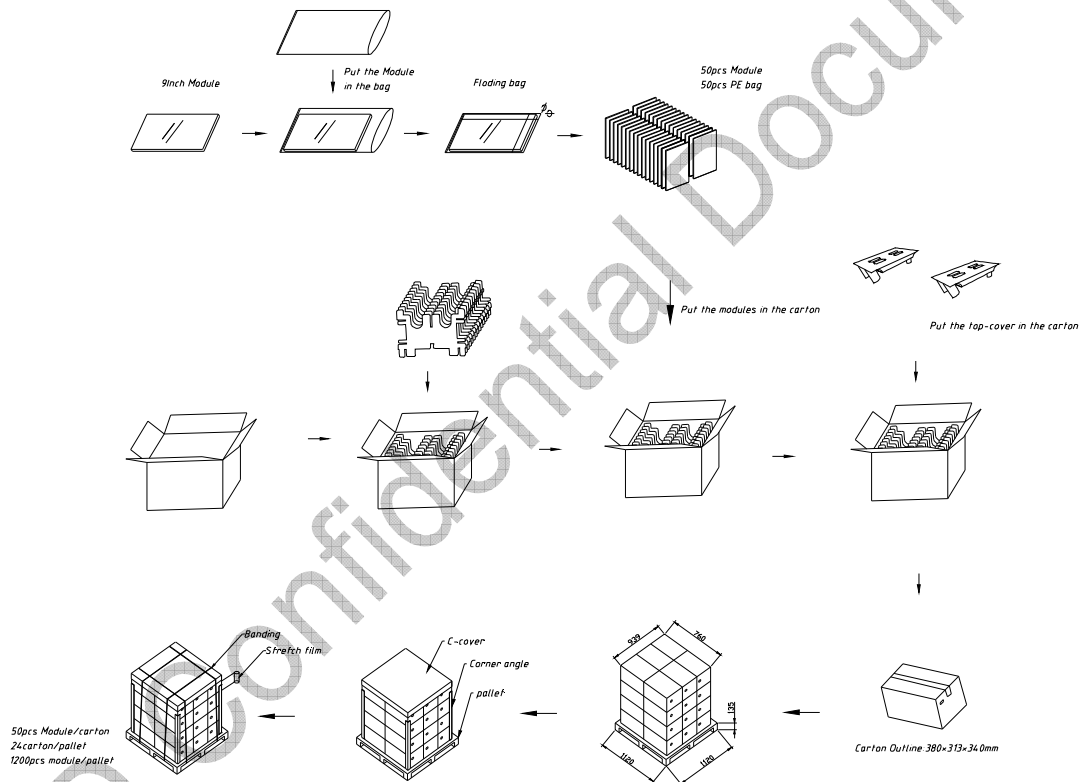 Put the Module
in the bag
9Inch Module
Floding bag
50pcs Module
50pcs PE bag
Put the modules in the carton
Put the top-cover in the carton
Banding
Stretch film
C-cover
Corner angle
pallet
939
760
135
1120
1120
50pcs Module/carton
24carton/pallet
1200pcs module/pallet
Carton Outline:380×313×340mm
Confidential Docu